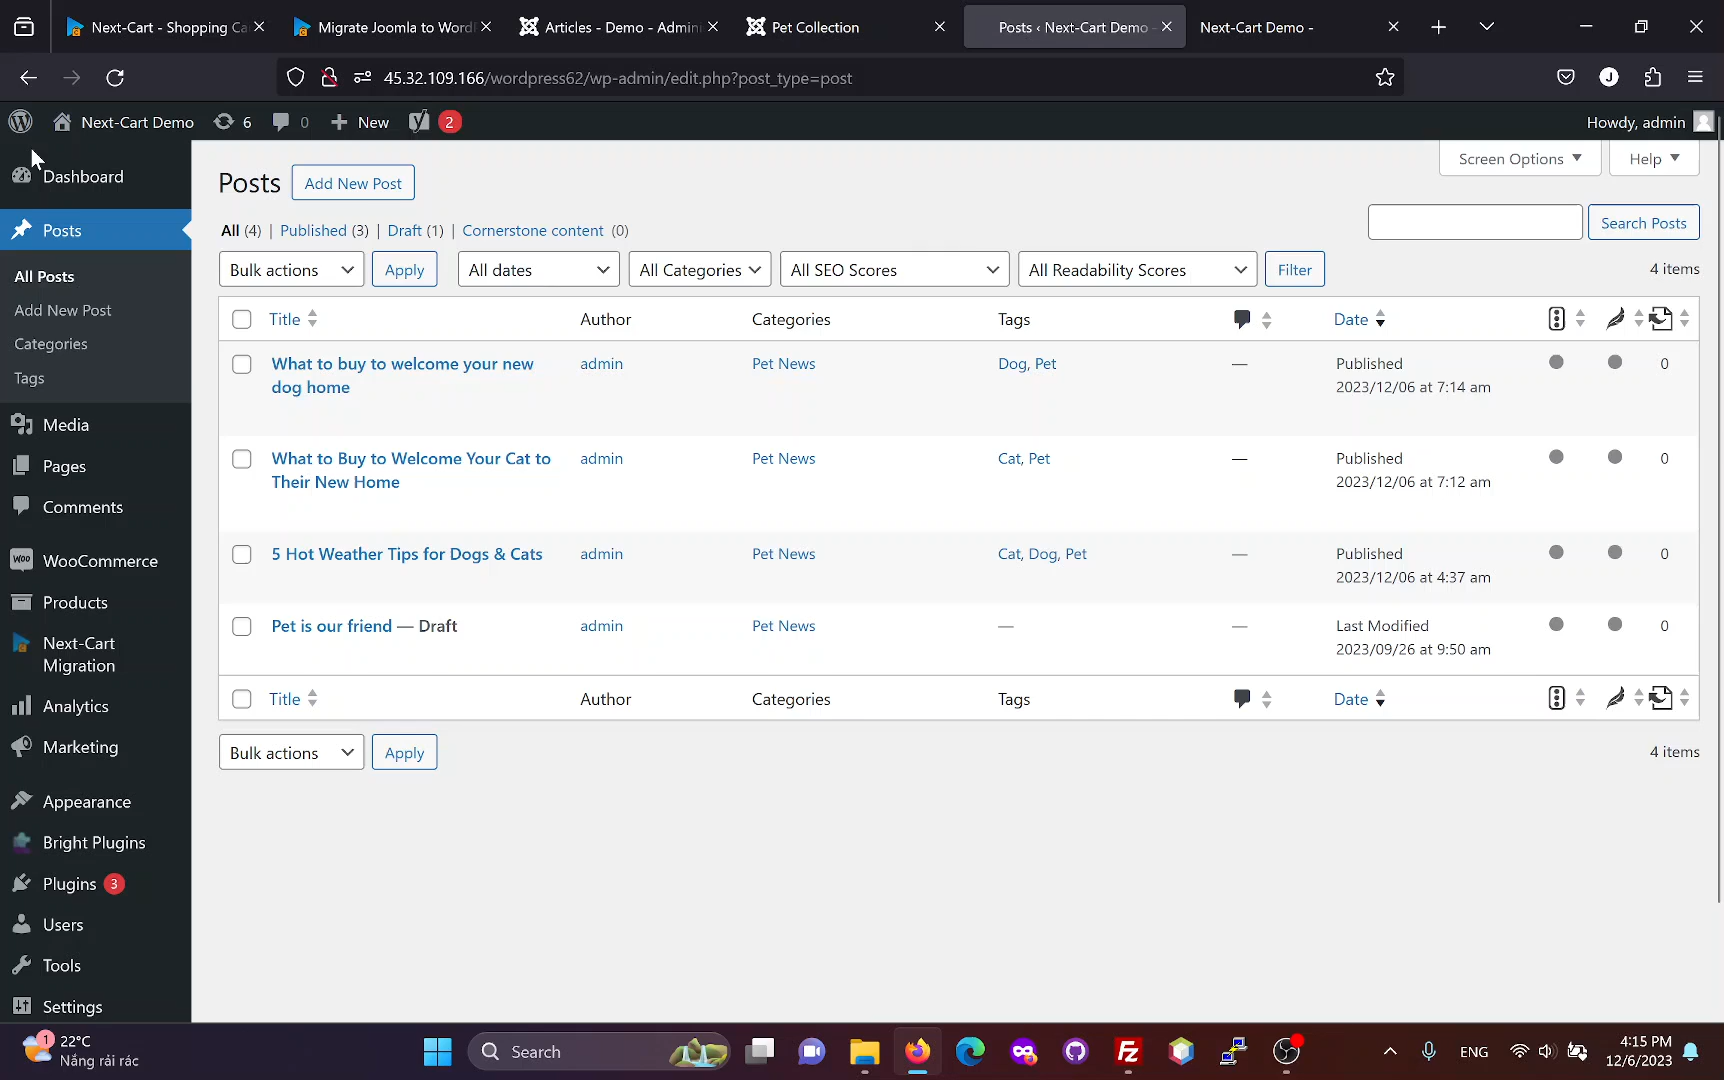 Next-Cart - Shopping Ca
Migrate Joomla to Word
Articles - Demo - Admin
Pet Collection
Posts ‹ Next-Cart Demo -
Next-Cart Demo -
45.32.109.166/wordpress62/wp-admin/edit.php?post_type=post
J
Next-Cart Demo
6
0
New
2
Howdy, admin
Screen Options
Help
Dashboard
Posts
All Posts
Add New Post
Categories
Tags
Media
Pages
Comments
WOO WooCommerce
Products
Next-Cart
Migration
Analytics
Marketing
Appearance
Bright Plugins
Plugins 3
Users
Tools
Settings
Posts
Add New Post
All (4) | Published (3) | Draft (1) | Cornerstone content (0)
Search Posts
Bulk actions
Apply
All dates
All Categories
All SEO Scores
All Readability Scores
Filter
4 items
Title Author Categories Tags Date
What to buy to welcome your new admin Pet News Dog, Pet — Published 0
dog home 2023/12/06 at 7:14 am
What to Buy to Welcome Your Cat to admin Pet News Cat, Pet — Published 0
Their New Home 2023/12/06 at 7:12 am
5 Hot Weather Tips for Dogs & Cats admin Pet News Cat, Dog, Pet — Published 0
2023/12/06 at 4:37 am
Pet is our friend — Draft admin Pet News — — Last Modified 0
2023/09/26 at 9:50 am
Title Author Categories Tags Date
Bulk actions
Apply
4 items
1
22°C
Nắng rải rác
Search
Fz
ENG
4:15 PM
12/6/2023